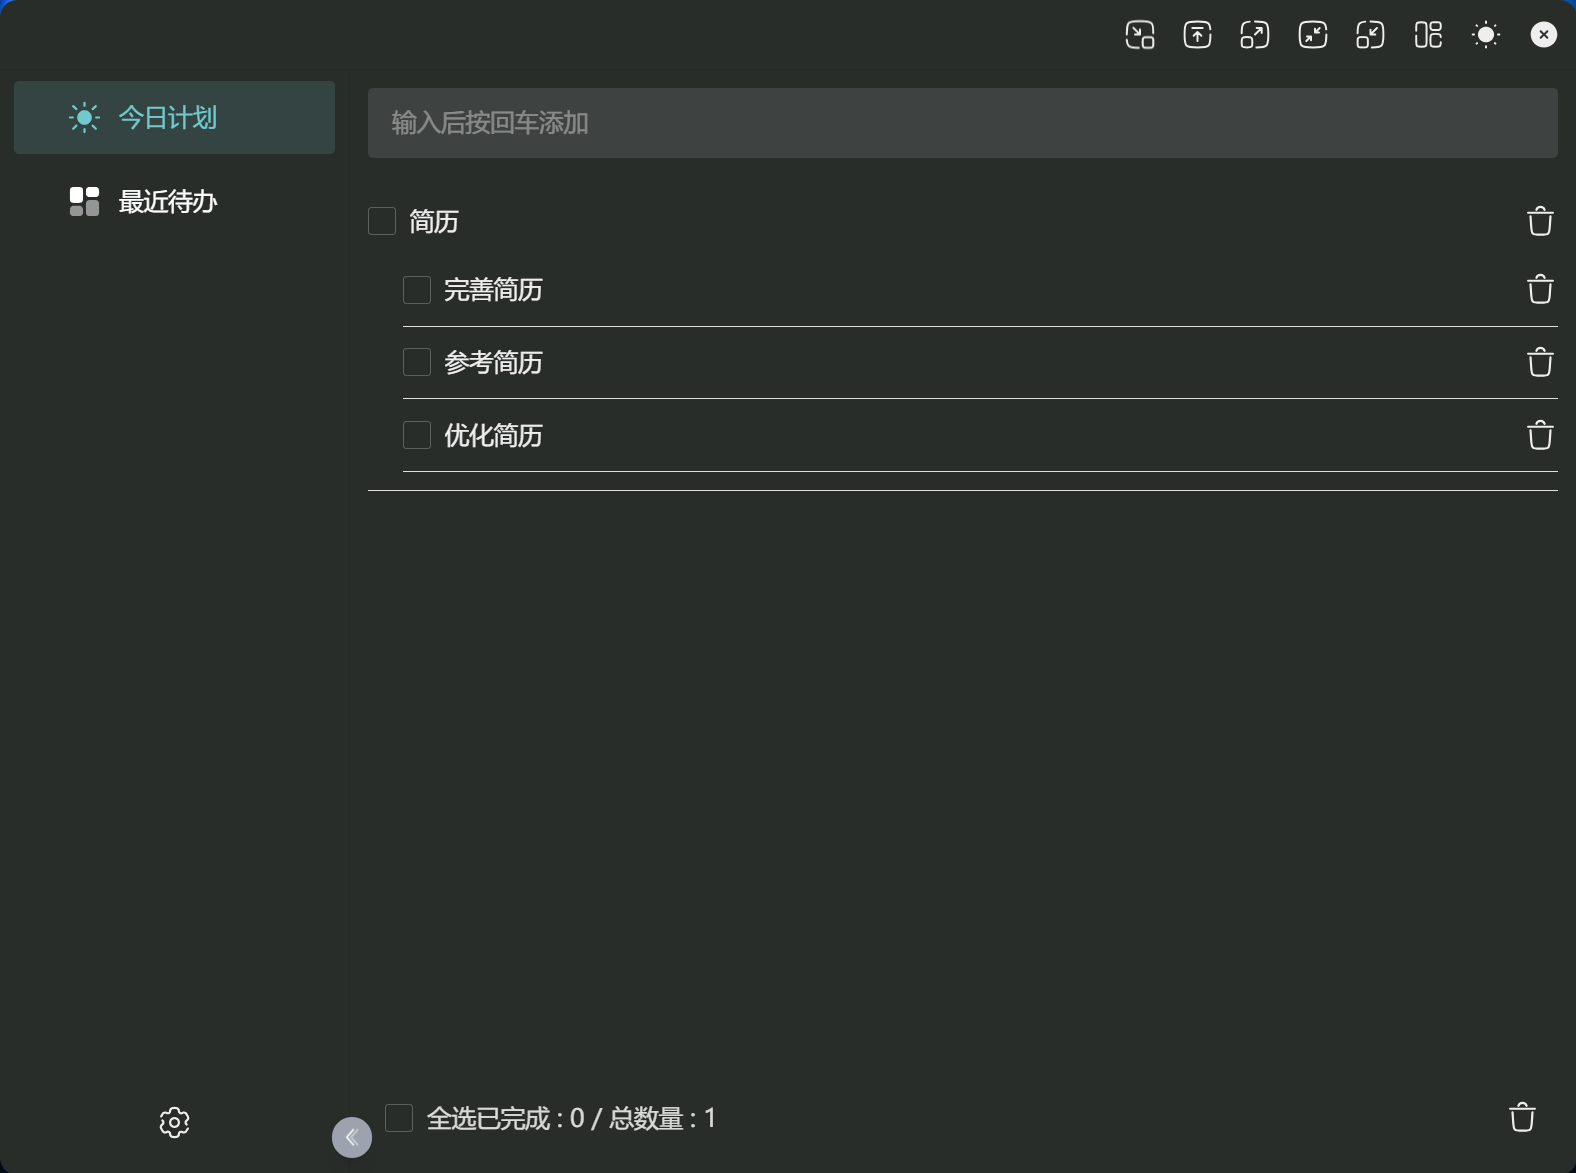 今日计划
最近待办
输入后按回车添加
简历
完善简历
参考简历
优化简历
全选已完成 : 0 / 总数量 : 1